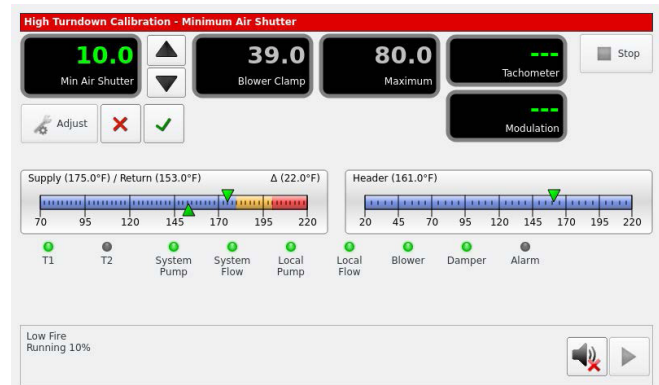 High Turndown Calibration - Minimum Air Shutter
10.0
Min Air Shutter
39.0
Blower Clamp
80.0
Maximum
---
Tachometer
Stop
Adjust
---
Modulation
Supply (175.0°F) / Return (153.0°F) Δ (22.0°F)
70 95 120 145 170 195 220
Header (161.0°F)
20 45 70 95 120 145 170 195 220
T1
T2
System
Pump
System
Flow
Local
Pump
Local
Flow
Blower
Damper
Alarm
Low Fire
Running 10%